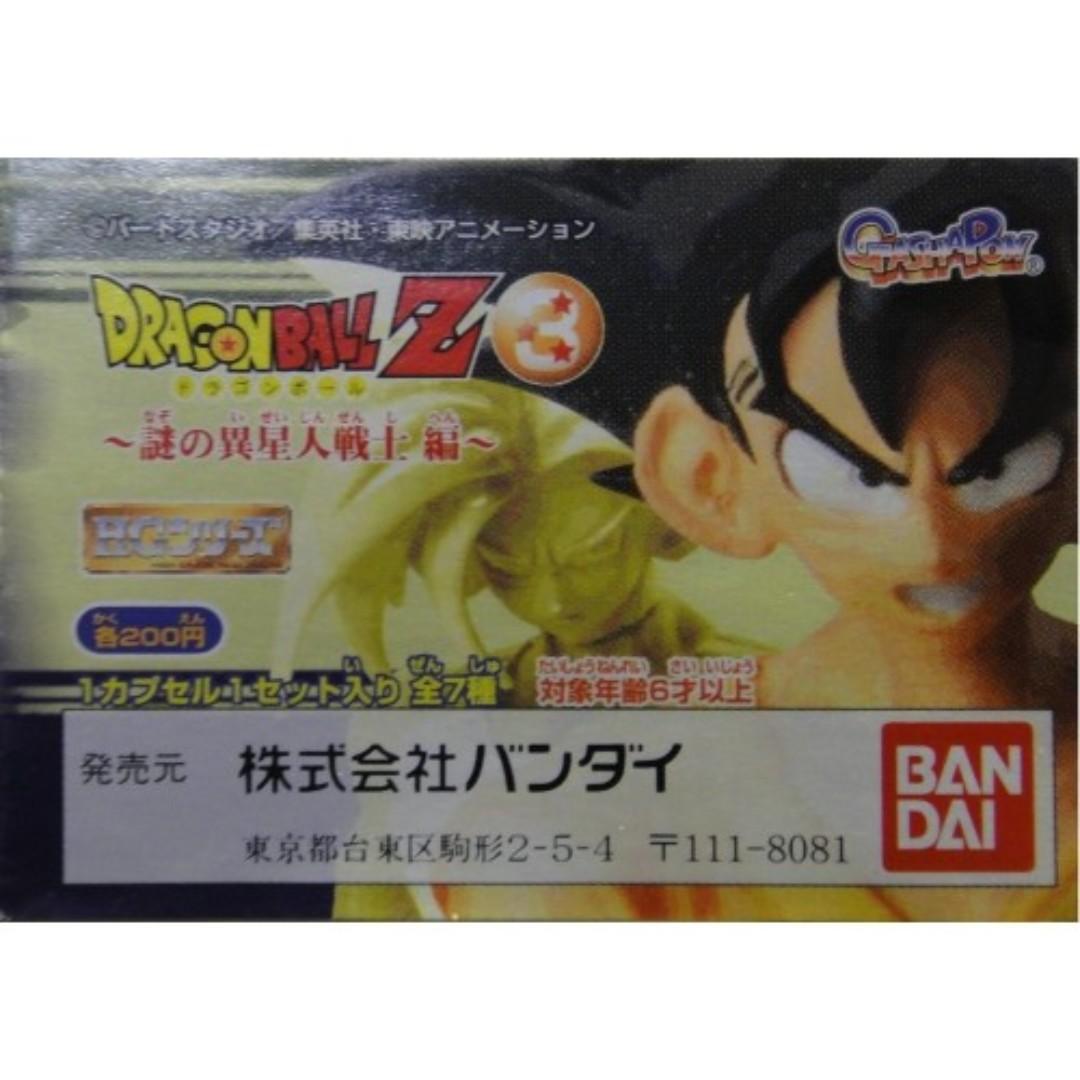 ©バードスタジオ／集英社・東映アニメーション
GASHAPON®
DRAGONBALL Z 3
ドラゴンボール
なぞ い せい じん せん し へん
～謎の異星人戦士 編～
HGシリーズ
かく えん
各200円
い ぜん しゅ たいしょうねんれい さい いじょう
1カプセル1セット入り 全7種 対象年齢6才以上
発売元 株式会社バンダイ
東京都台東区駒形2-5-4 〒111-8081
BAN
DAI